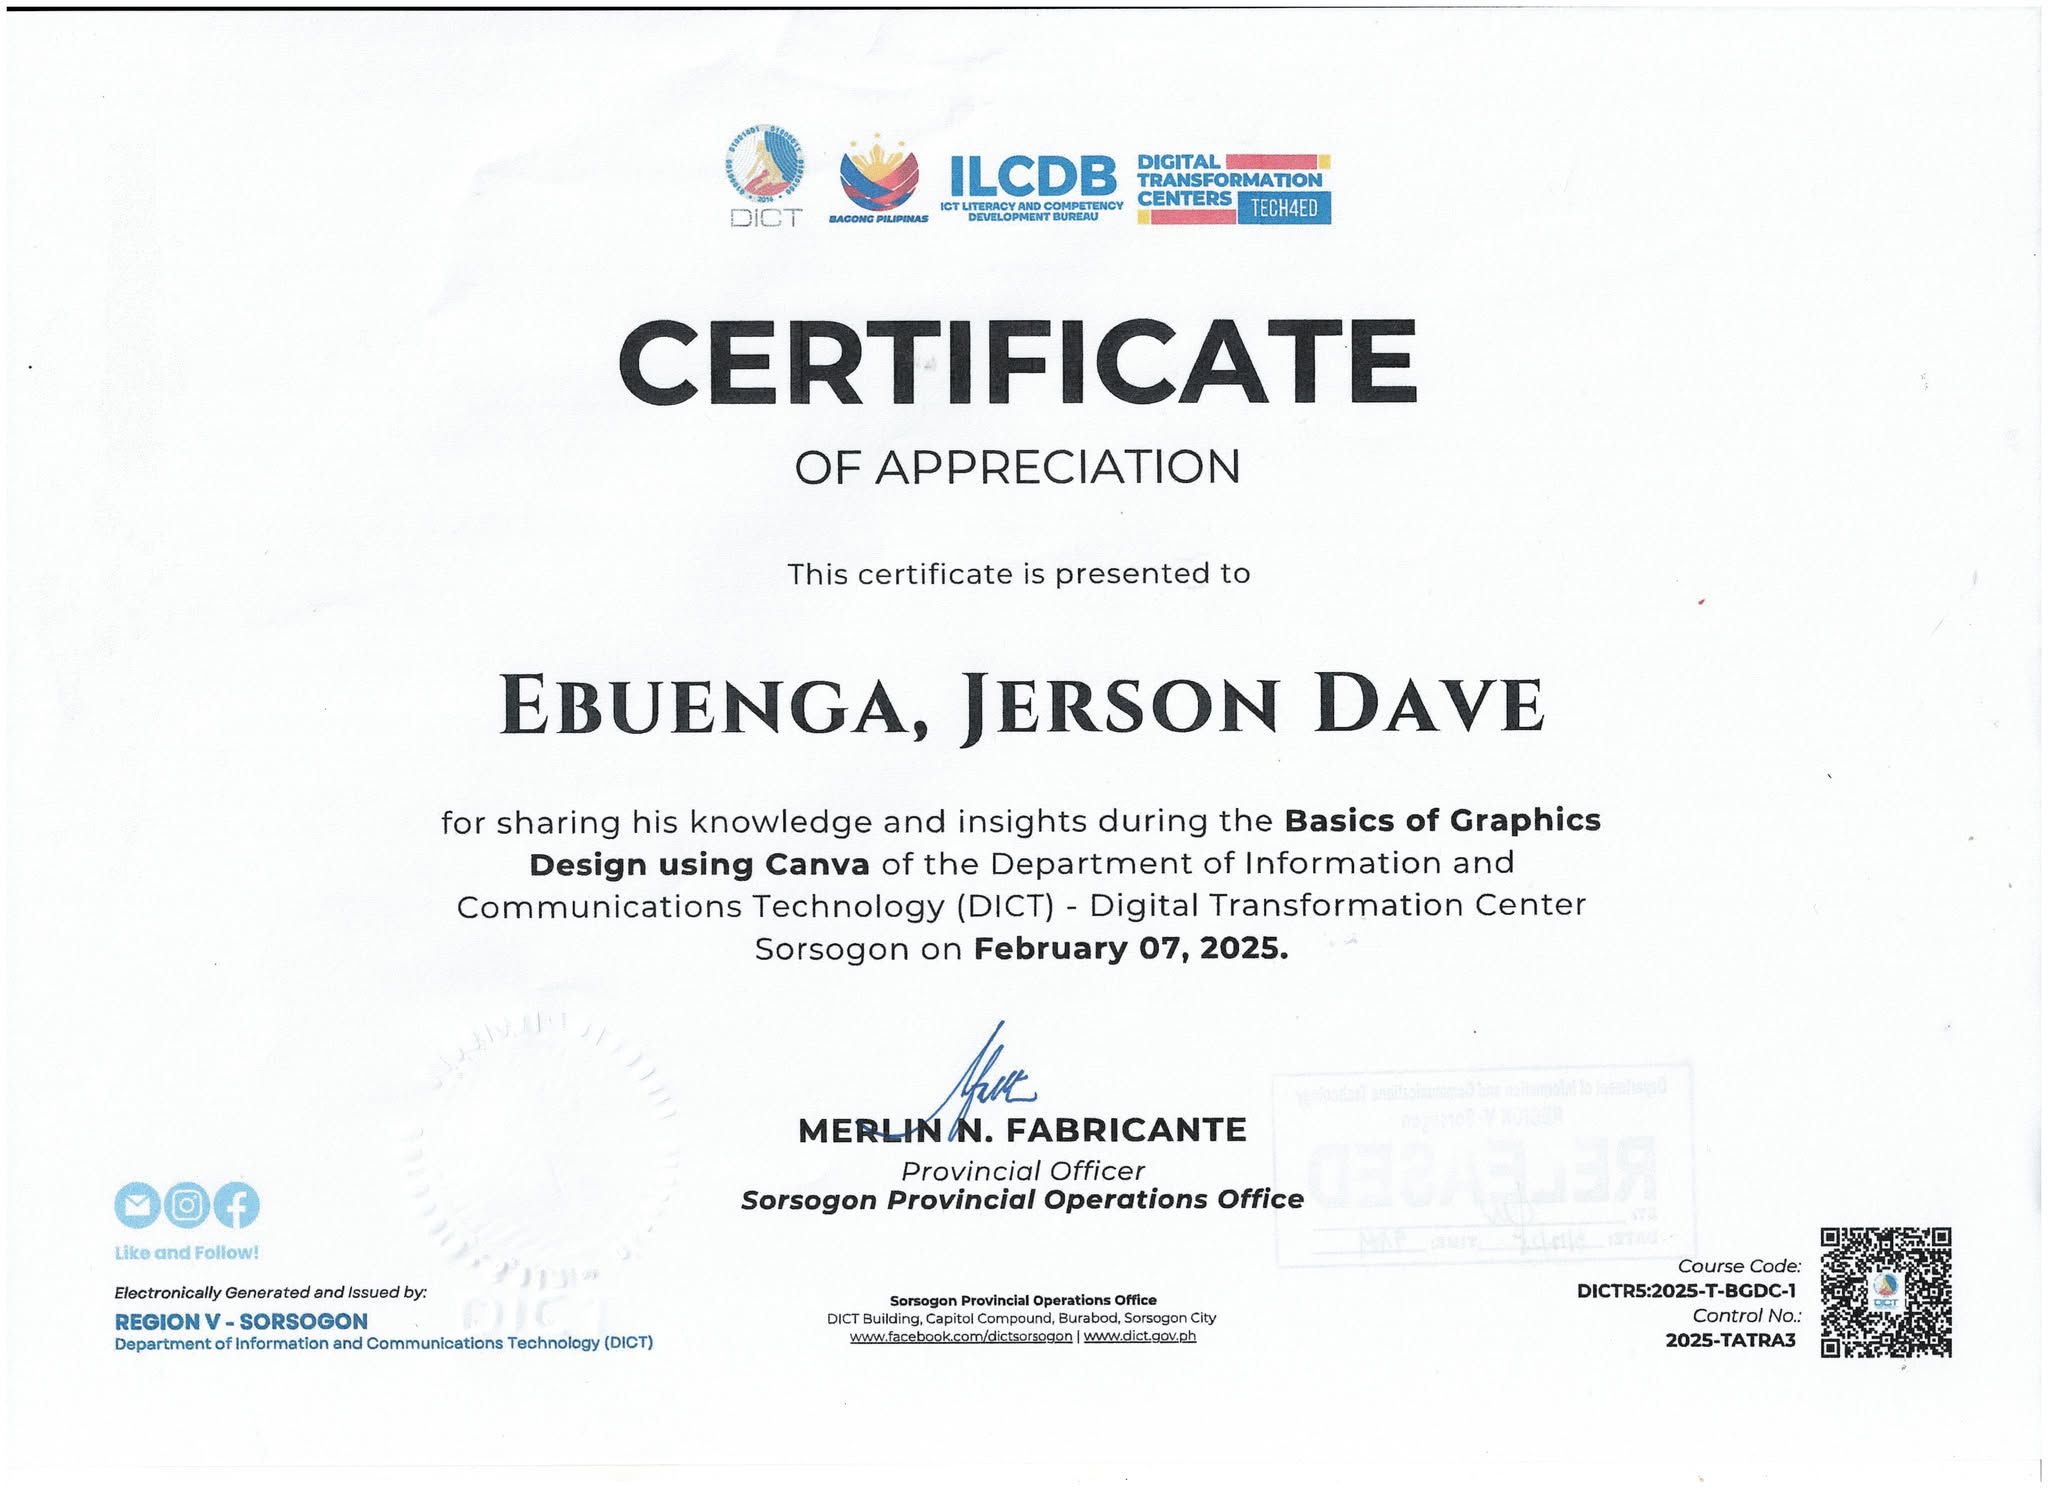 DICT
BAGONG PILIPINAS
ILCDB
ICT LITERACY AND COMPETENCY
DEVELOPMENT BUREAU
DIGITAL
TRANSFORMATION
CENTERS
TECH4ED
CERTIFICATE
OF APPRECIATION
This certificate is presented to
EBUENGA, JERSON DAVE
for sharing his knowledge and insights during the Basics of Graphics
Design using Canva of the Department of Information and
Communications Technology (DICT) - Digital Transformation Center
Sorsogon on February 07, 2025.
MERLIN N. FABRICANTE
Provincial Officer
Sorsogon Provincial Operations Office
Department of Information and Communications Technology
REGION V- Sorsogon
RELEASED
BY:
DATE: TIME: 9AM
Like and Follow!
Electronically Generated and Issued by:
REGION V - SORSOGON
Department of Information and Communications Technology (DICT)
Sorsogon Provincial Operations Office
DICT Building, Capitol Compound, Burabod, Sorsogon City
www.facebook.com/dictsorsogon | www.dict.gov.ph
Course Code:
DICTR5:2025-T-BGDC-1
Control No.:
2025-TATRA3